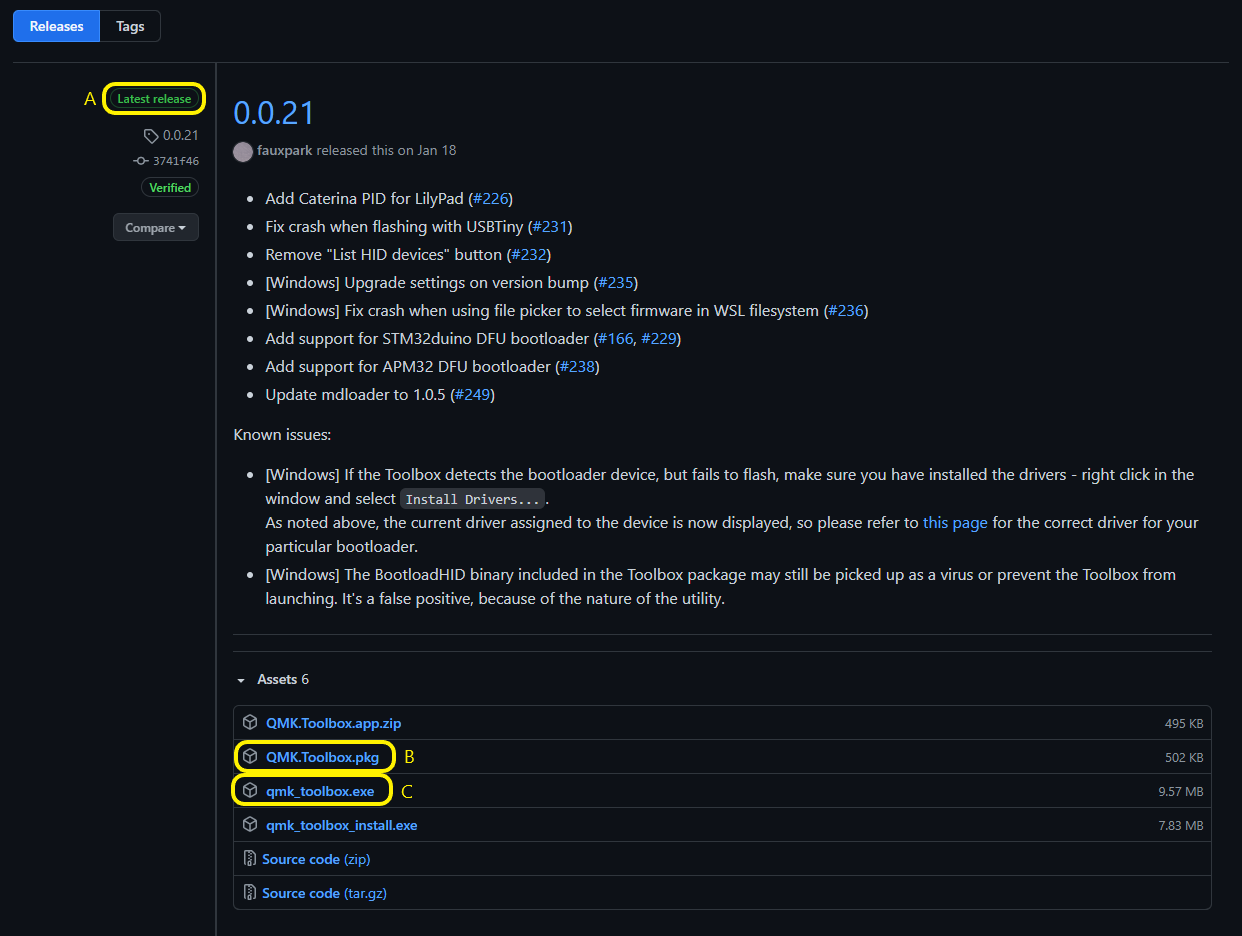 Releases Tags
A Latest release
0.0.21
3741f46
Verified
Compare
0.0.21
fauxpark released this on Jan 18
Add Caterina PID for LilyPad (#226)
Fix crash when flashing with USBTiny (#231)
Remove "List HID devices" button (#232)
[Windows] Upgrade settings on version bump (#235)
[Windows] Fix crash when using file picker to select firmware in WSL filesystem (#236)
Add support for STM32duino DFU bootloader (#166, #229)
Add support for APM32 DFU bootloader (#238)
Update mdloader to 1.0.5 (#249)
Known issues:
[Windows] If the Toolbox detects the bootloader device, but fails to flash, make sure you have installed the drivers - right click in the
window and select Install Drivers... .
As noted above, the current driver assigned to the device is now displayed, so please refer to this page for the correct driver for your
particular bootloader.
[Windows] The BootloadHID binary included in the Toolbox package may still be picked up as a virus or prevent the Toolbox from
launching. It's a false positive, because of the nature of the utility.
Assets 6
QMK.Toolbox.app.zip 495 KB
QMK.Toolbox.pkg B 502 KB
qmk_toolbox.exe C 9.57 MB
qmk_toolbox_install.exe 7.83 MB
Source code (zip)
Source code (tar.gz)